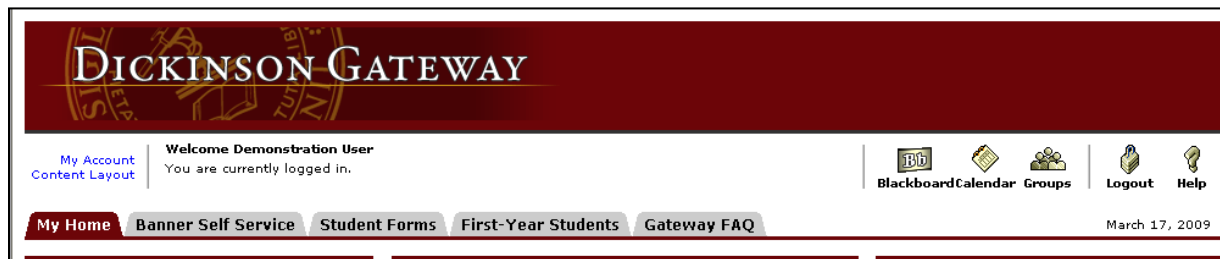 DICKINSON GATEWAY
My Account
Content Layout
Welcome Demonstration User
You are currently logged in.
Bb
Blackboard Calendar Groups Logout Help
My Home Banner Self Service Student Forms First-Year Students Gateway FAQ March 17, 2009